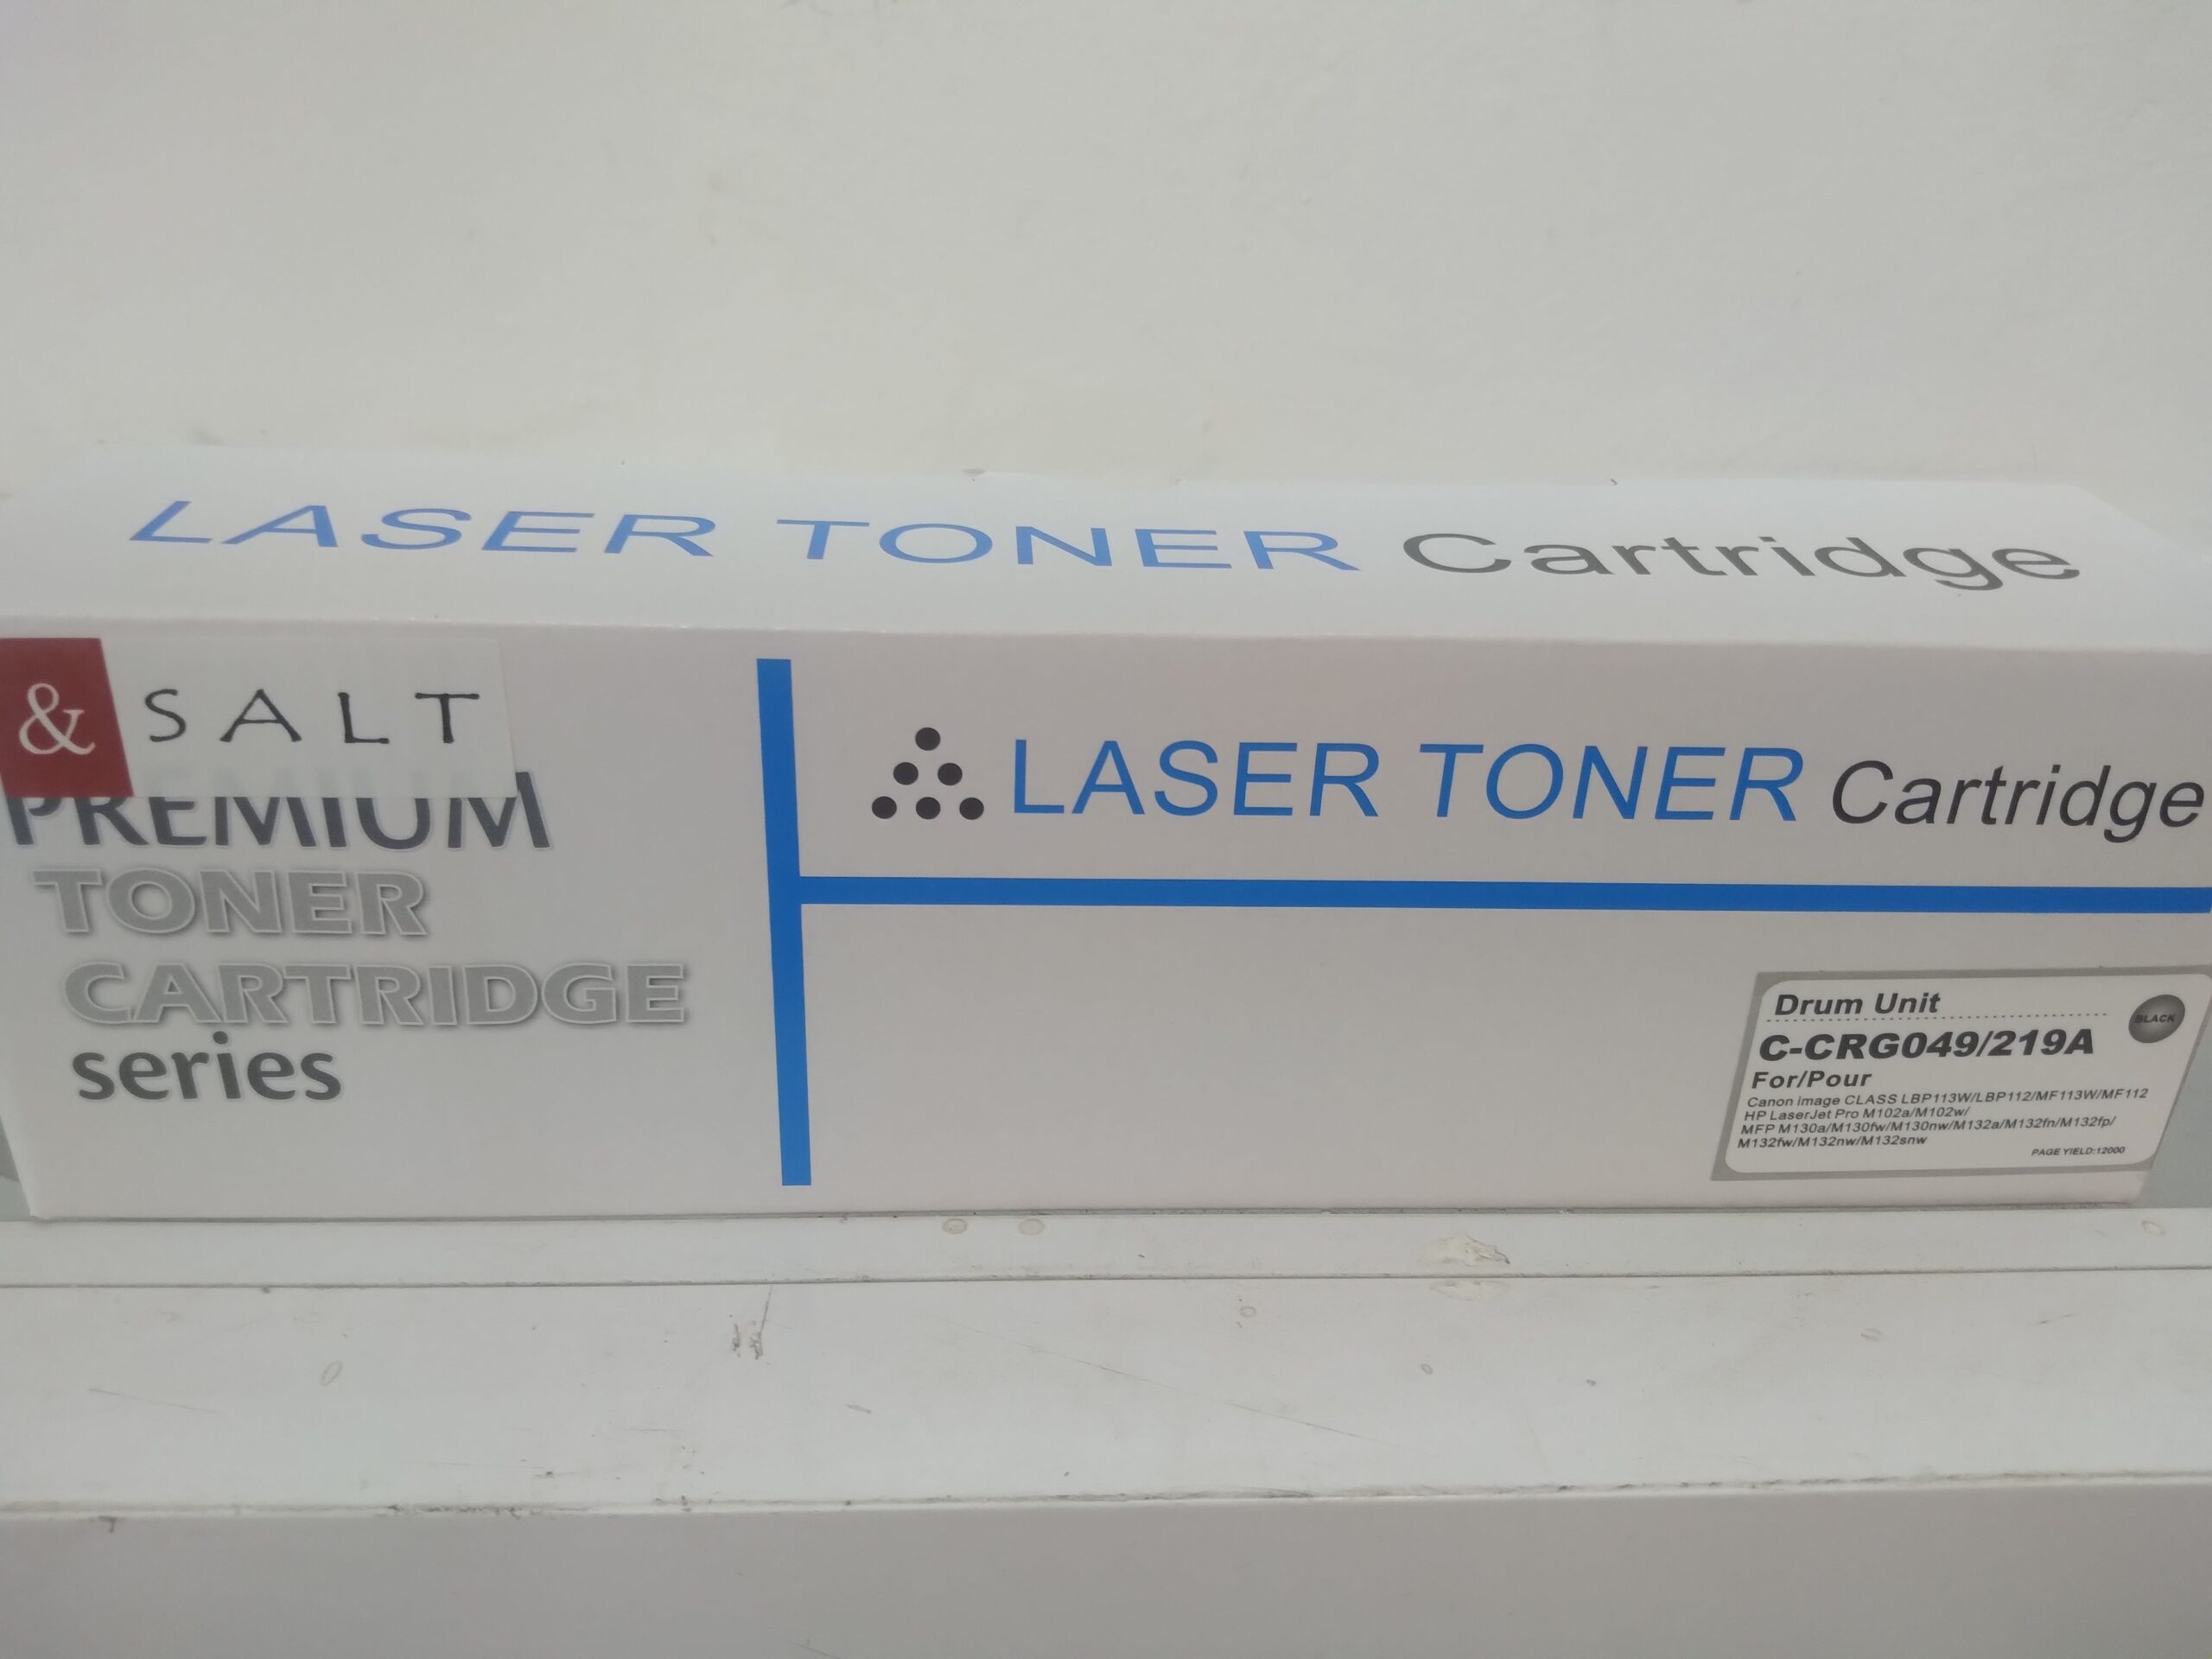 LASER TONER Cartridge
& SALT
PREMIUM
TONER
CARTRIDGE
series
LASER TONER Cartridge
Drum Unit
BLACK
C-CRG049/219A
For/Pour
Canon image CLASS LBP113W/LBP112/MF113W/MF112
HP LaserJet Pro M102a/M102w/
MFP M130a/M130fw/M130nw/M132a/M132fn/M132fp/
M132fw/M132nw/M132snw
PAGE YIELD:12000